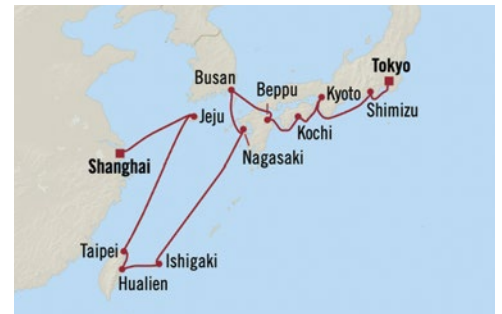 Tokyo
Busan
Beppu
Kyoto
Shimizu
Jeju
Kochi
Nagasaki
Shanghai
Taipei
Ishigaki
Hualien